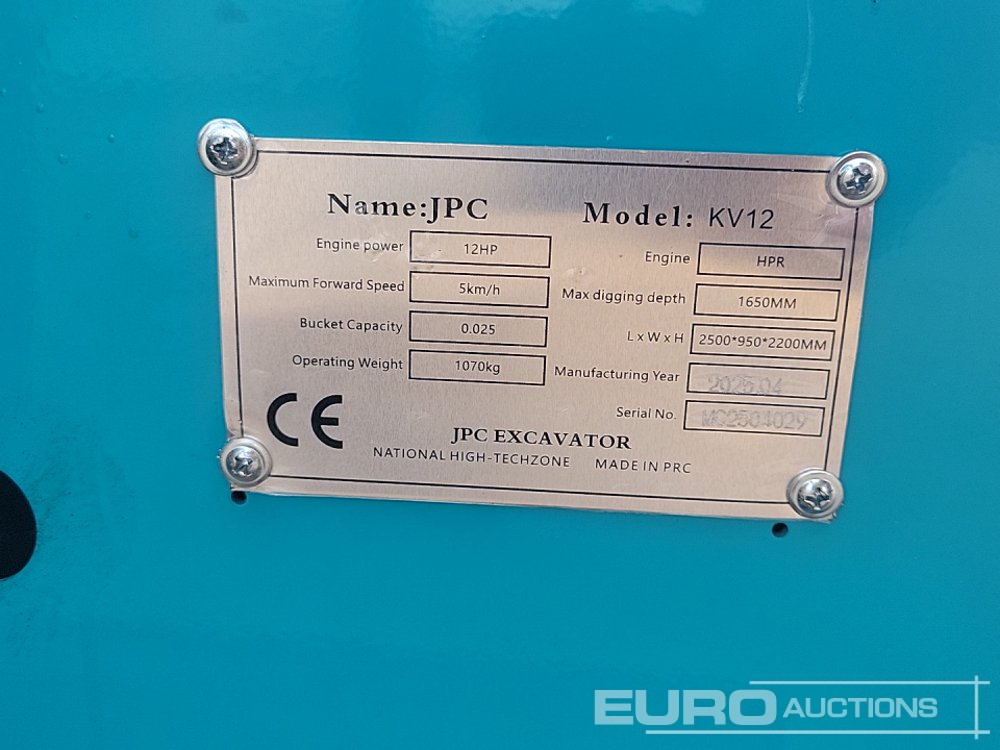 Name:JPC Model: KV12
Engine power 12HP Engine HPR
Maximum Forward Speed 5km/h Max digging depth 1650MM
Bucket Capacity 0.025 L x W x H 2500*950*2200MM
Operating Weight 1070kg Manufacturing Year 2025.04
Serial No. MC2504029
CE
JPC EXCAVATOR
NATIONAL HIGH-TECHZONE MADE IN PRC
EURO AUCTIONS